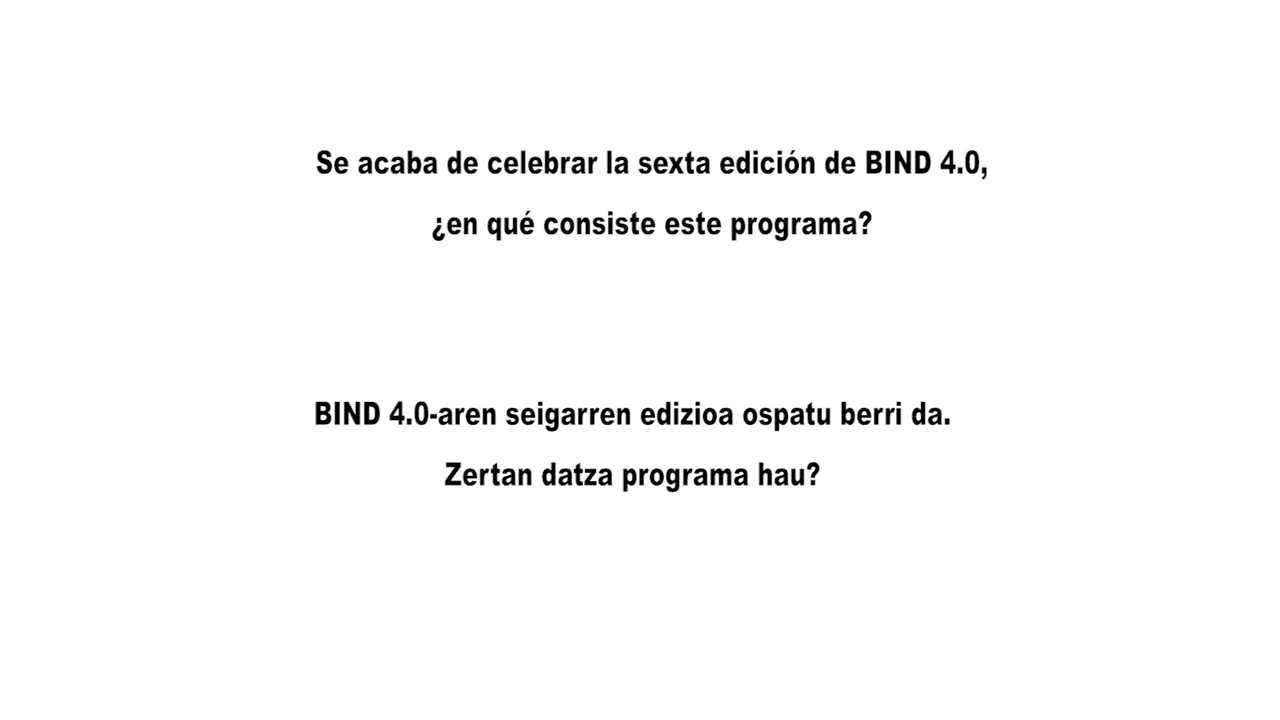 Se acaba de celebrar la sexta edición de BIND 4.0,
¿en qué consiste este programa?
BIND 4.0-aren seigarren edizioa ospatu berri da.
Zertan datza programa hau?